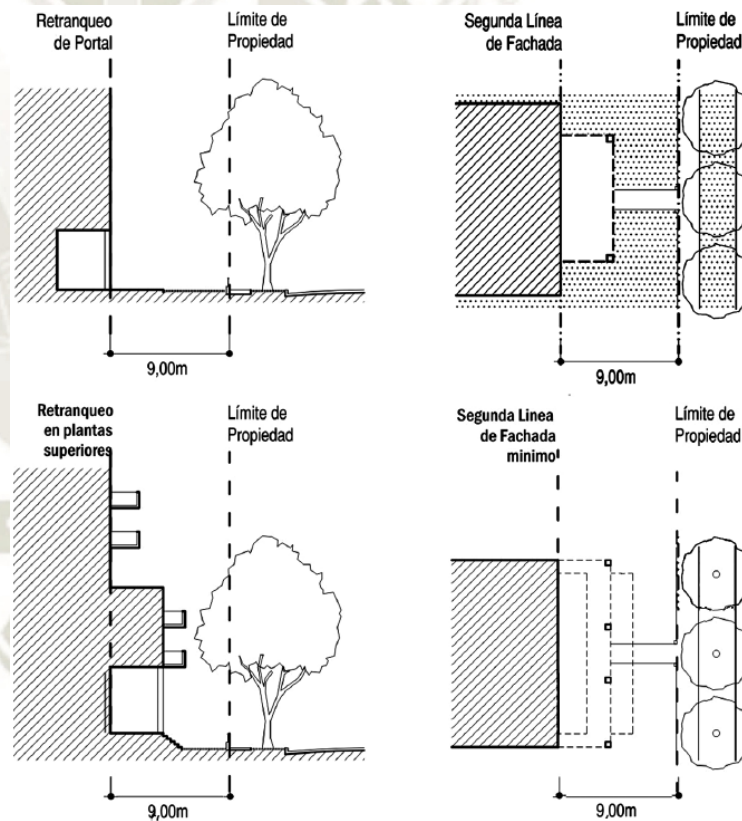 Retranqueo
de Portal
Límite de
Propiedad
9,00m
Segunda Línea
de Fachada
Límite de
Propiedad
9,00m
Retranqueo
en plantas
superiores
Límite de
Propiedad
9,00m
Segunda Linea
de Fachada
minimo
Límite de
Propiedad
9,00m